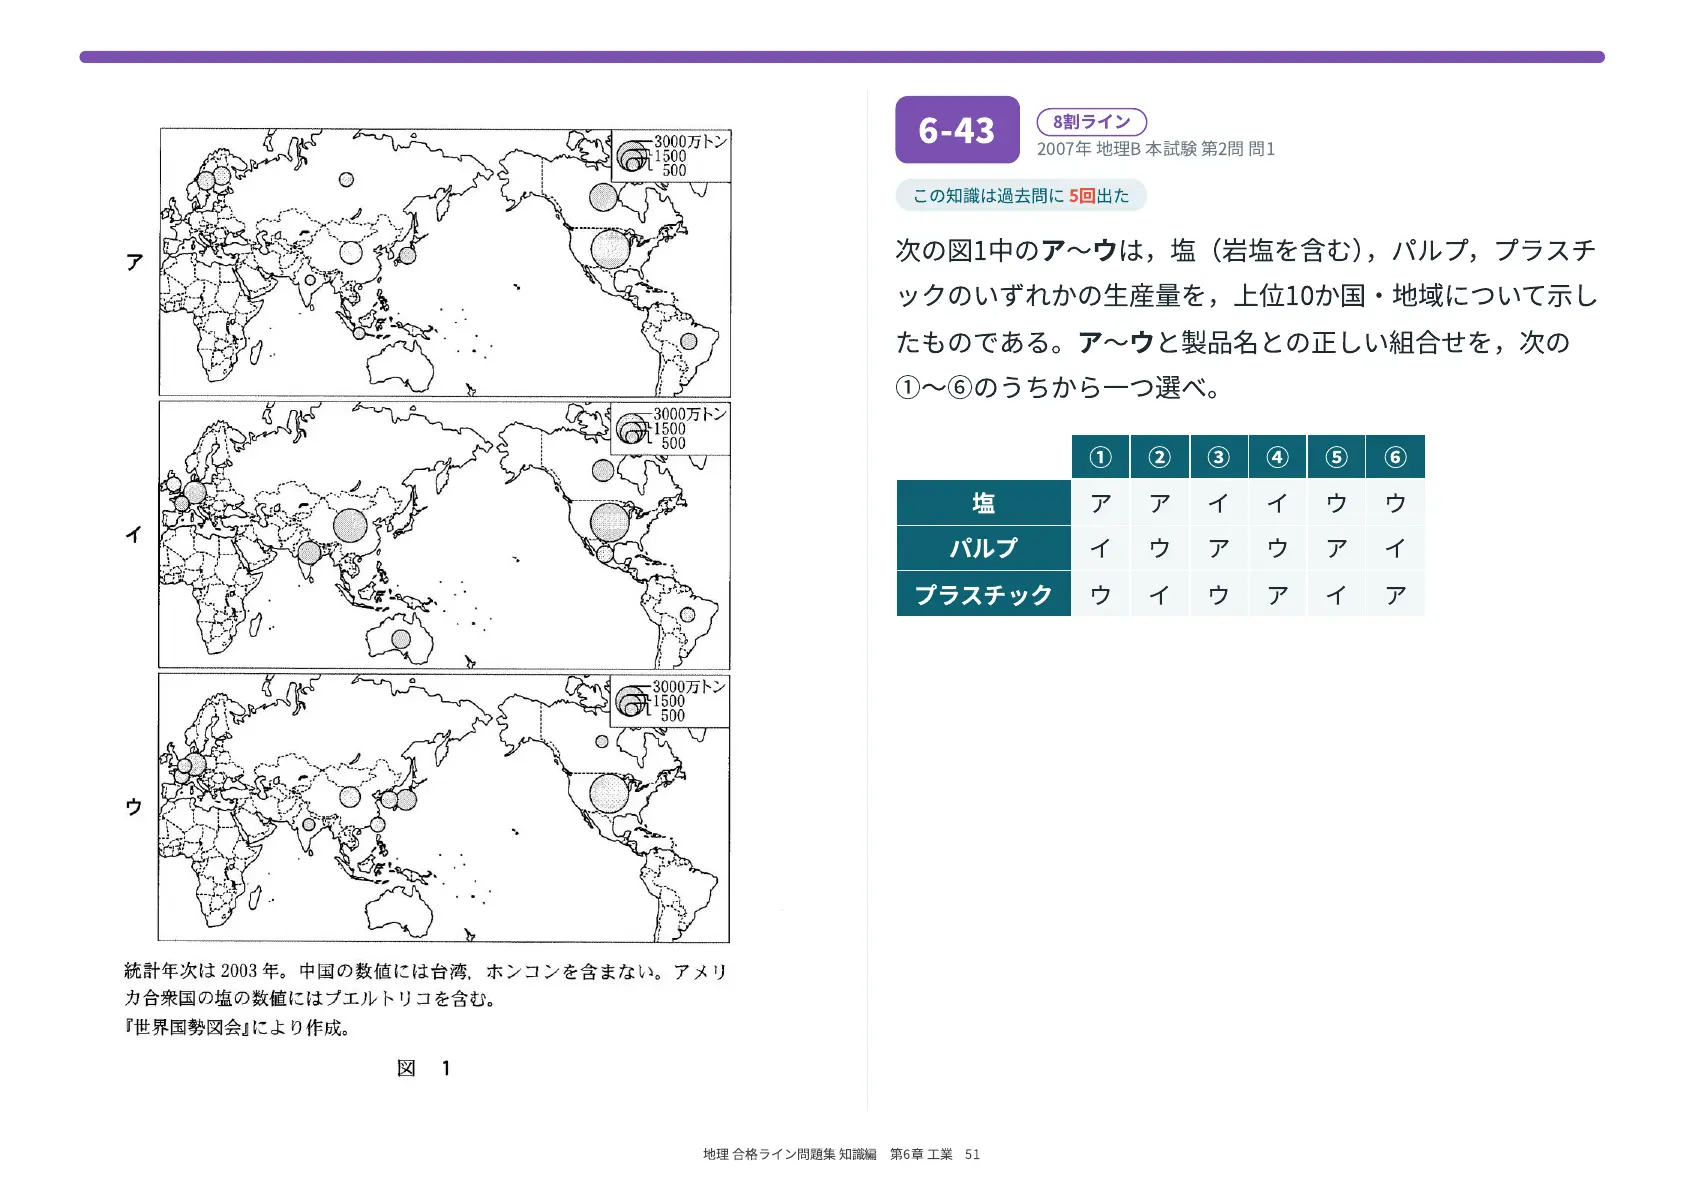 ア
3000万トン
1500
500
イ
3000万トン
1500
500
ウ
3000万トン
1500
500
統計年次は 2003 年。中国の数値には台湾, ホンコンを含まない。アメリ
カ合衆国の塩の数値にはプエルトリコを含む。
『世界国勢図会』により作成。
図 1
6-43
8割ライン
2007年 地理B 本試験 第2問 問1
この知識は過去問に 5回出た
次の図1中のア〜ウは，塩（岩塩を含む），パルプ，プラスチ
ックのいずれかの生産量を，上位10か国・地域について示し
たものである。ア〜ウと製品名との正しい組合せを，次の
①〜⑥のうちから一つ選べ。
① ② ③ ④ ⑤ ⑥
塩 ア ア イ イ ウ ウ
パルプ イ ウ ア ウ ア イ
プラスチック ウ イ ウ ア イ ア
地理 合格ライン問題集 知識編 第6章 工業 51